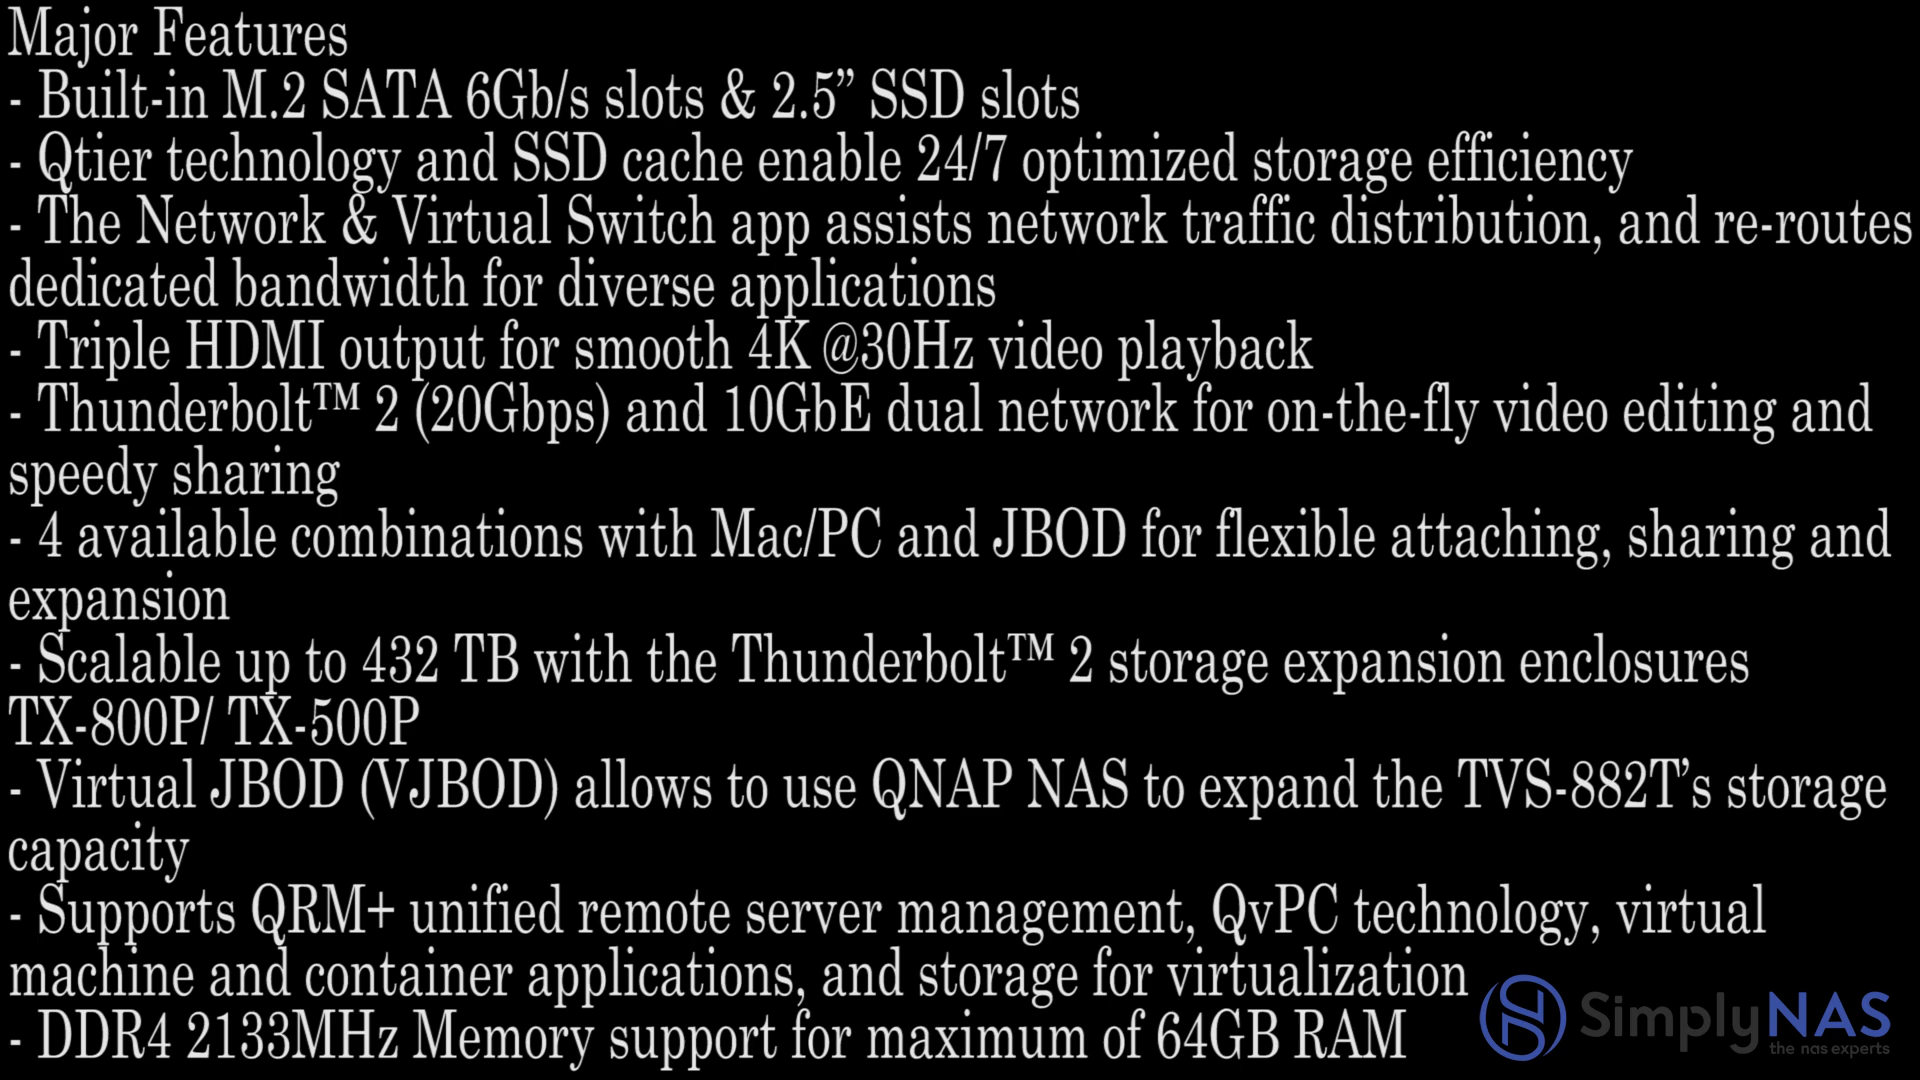 Major Features
- Built-in M.2 SATA 6Gb/s slots & 2.5” SSD slots
- Qtier technology and SSD cache enable 24/7 optimized storage efficiency
- The Network & Virtual Switch app assists network traffic distribution, and re-routes
dedicated bandwidth for diverse applications
- Triple HDMI output for smooth 4K @30Hz video playback
- Thunderbolt™ 2 (20Gbps) and 10GbE dual network for on-the-fly video editing and
speedy sharing
- 4 available combinations with Mac/PC and JBOD for flexible attaching, sharing and
expansion
- Scalable up to 432 TB with the Thunderbolt™ 2 storage expansion enclosures
TX-800P/ TX-500P
- Virtual JBOD (VJBOD) allows to use QNAP NAS to expand the TVS-882T’s storage
capacity
- Supports QRM+ unified remote server management, QvPC technology, virtual
machine and container applications, and storage for virtualization
- DDR4 2133MHz Memory support for maximum of 64GB RAM
SimplyNAS
the nas experts